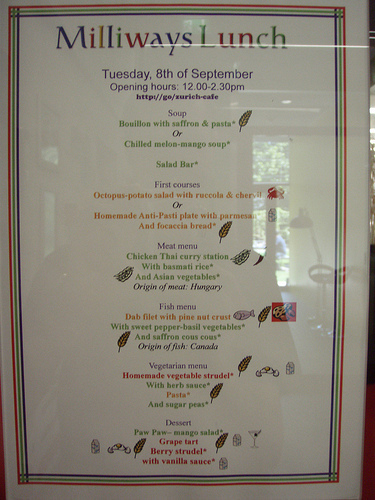 Milliways Lunch
Tuesday, 8th of September
Opening hours: 12.00-2.30pm
http://go/zurich-cafe
Soup
Bouillon with saffron & pasta*
Or
Chilled melon-mango soup*
Salad Bar*
First courses
Octopus-potato salad with ruccola & chervil
Or
Homemade Anti-Pasti plate with parmesan
And focaccia bread*
Meat menu
Chicken Thai curry station
With basmati rice*
And Asian vegetables*
Origin of meat: Hungary
Fish menu
Dab filet with pine nut crust
With sweet pepper-basil vegetables*
And saffron cous cous*
Origin of fish: Canada
Vegetarian menu
Homemade vegetable strudel*
With herb sauce*
Pasta*
And sugar peas*
Dessert
Paw Paw– mango salad*
Grape tart
Berry strudel*
with vanilla sauce*